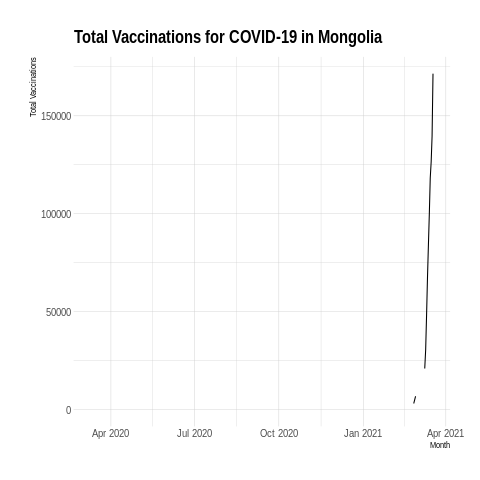 Total Vaccinations for COVID-19 in Mongolia
Total Vaccinations
150000
100000
50000
0
Apr 2020 Jul 2020 Oct 2020 Jan 2021 Apr 2021
Month